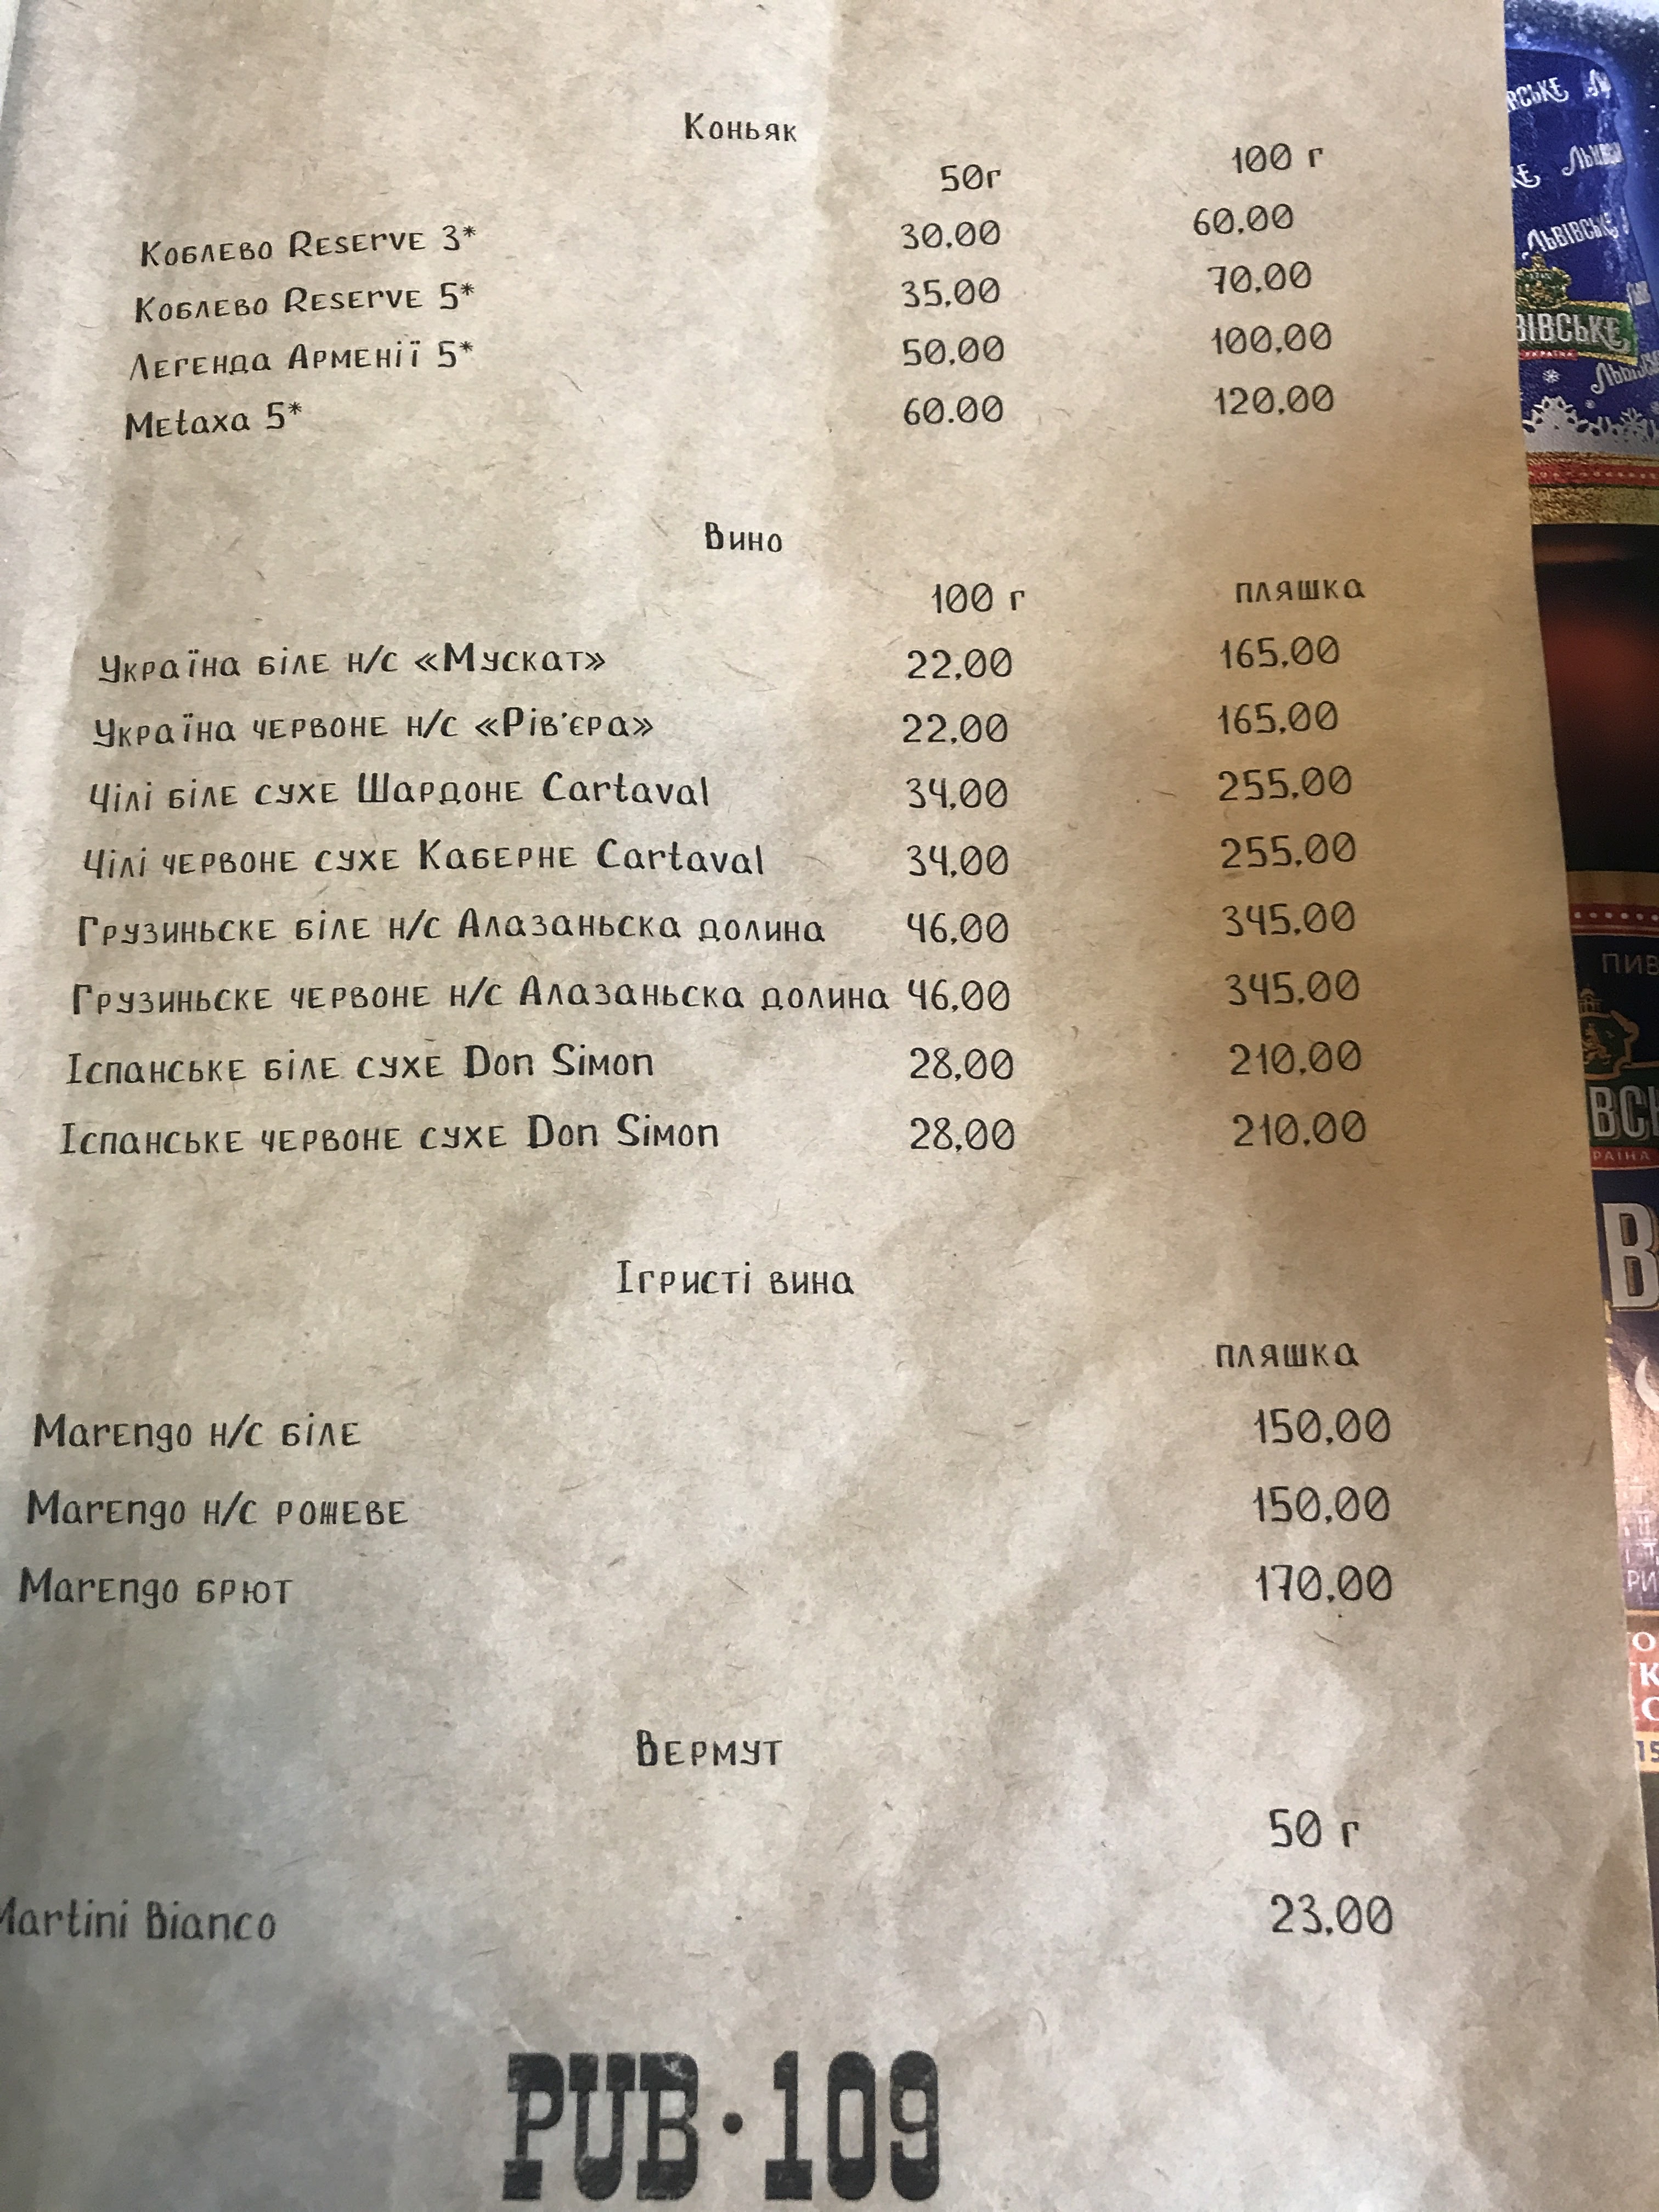 Коньяк
50г 100 г
Коблево Reserve 3* 30,00 60,00
Коблево Reserve 5* 35,00 70,00
Легенда Арменії 5* 50,00 100,00
Metaxa 5* 60.00 120,00
Вино
100 г пляшка
Україна біле н/с «Мускат» 22,00 165,00
Україна червоне н/с «Рів'єра» 22,00 165,00
Чілі біле сухе Шардоне Cartaval 34,00 255,00
Чілі червоне сухе Каберне Cartaval 34,00 255,00
Грузиньске біле н/с Алазаньска долина 46,00 345,00
Грузиньске червоне н/с Алазаньска долина 46,00 345,00
Іспанське біле сухе Don Simon 28,00 210,00
Іспанське червоне сухе Don Simon 28,00 210,00
Ігристі вина
пляшка
Marengo н/с біле 150,00
Marengo н/с рожеве 150,00
Marengo брют 170,00
Вермут
50 г
Martini Bianco 23,00
PUB·109
ЛЬВІВСЬКЕ
УКРАЇНА